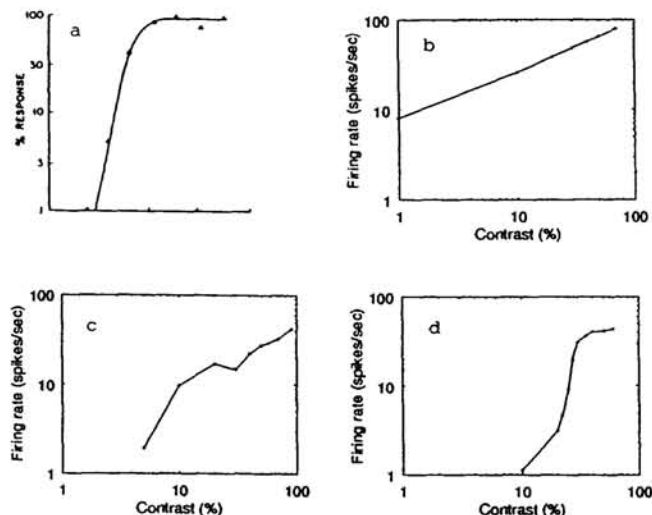 a
100
30
10
3
1
% RESPONSE
b
Firing rate (spikes/sec)
100
10
1
1
10
100
Contrast (%)
c
Firing rate (spikes/sec)
100
10
1
1
10
100
Contrast (%)
d
Firing rate (spikes/sec)
100
10
1
1
10
100
Contrast (%)